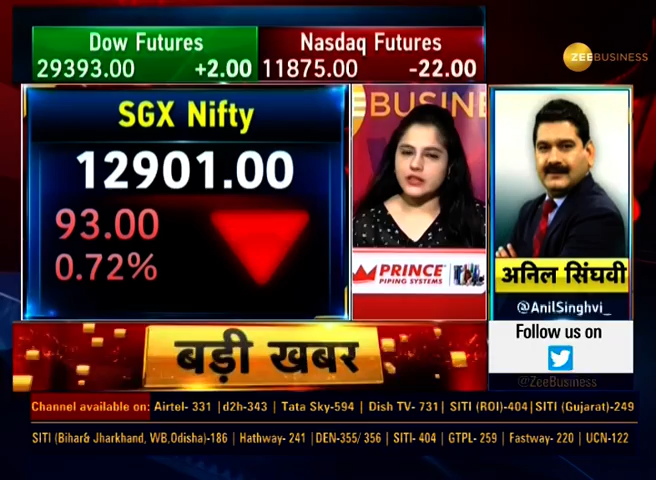 Dow Futures
29393.00 +2.00
Nasdaq Futures
11875.00 -22.00
ZEEBUSINESS
SGX Nifty
12901.00
93.00
0.72%
EBUSINE
PRINCE
PIPING SYSTEMS
अनिल सिंघवी
@AnilSinghvi_
Follow us on
@ZeeBusiness
बड़ी खबर
Channel available on: Airtel- 331 | d2h-343 | Tata Sky-594 | Dish TV- 731 | SITI (ROI)-404 | SITI (Gujarat)-249
SITI (Bihar& Jharkhand, WB,Odisha)-186 | Hathway- 241 | DEN-355/ 356 | SITI- 404 | GTPL- 259 | Fastway- 220 | UCN-122